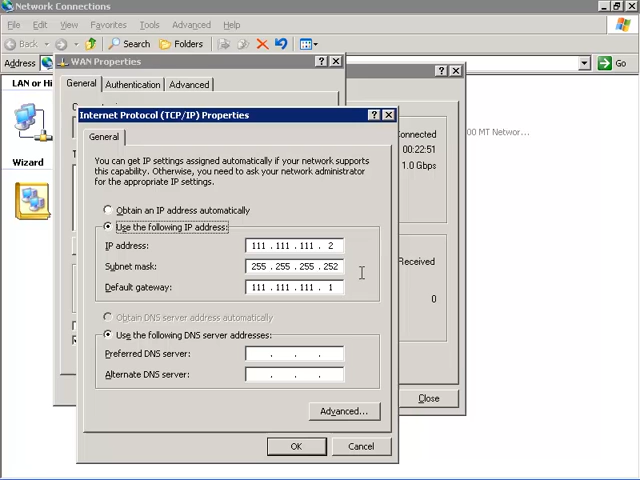 Network Connections
File Edit View Favorites Tools Advanced Help
Back Search Folders
Address Go
LAN or Hi
WAN Properties
General Authentication Advanced
Internet Protocol (TCP/IP) Properties
General
You can get IP settings assigned automatically if your network supports
this capability. Otherwise, you need to ask your network administrator
for the appropriate IP settings.
Obtain an IP address automatically
Use the following IP address:
IP address: 111 . 111 . 111 . 2
Subnet mask: 255 . 255 . 255 . 252
Default gateway: 111 . 111 . 111 . 1
Obtain DNS server address automatically
Use the following DNS server addresses:
Preferred DNS server: . . .
Alternate DNS server: . . .
Advanced...
OK Cancel
onnected
00:22:51
1.0 Gbps
00 MT Networ...
Wizard
Received
0
Close